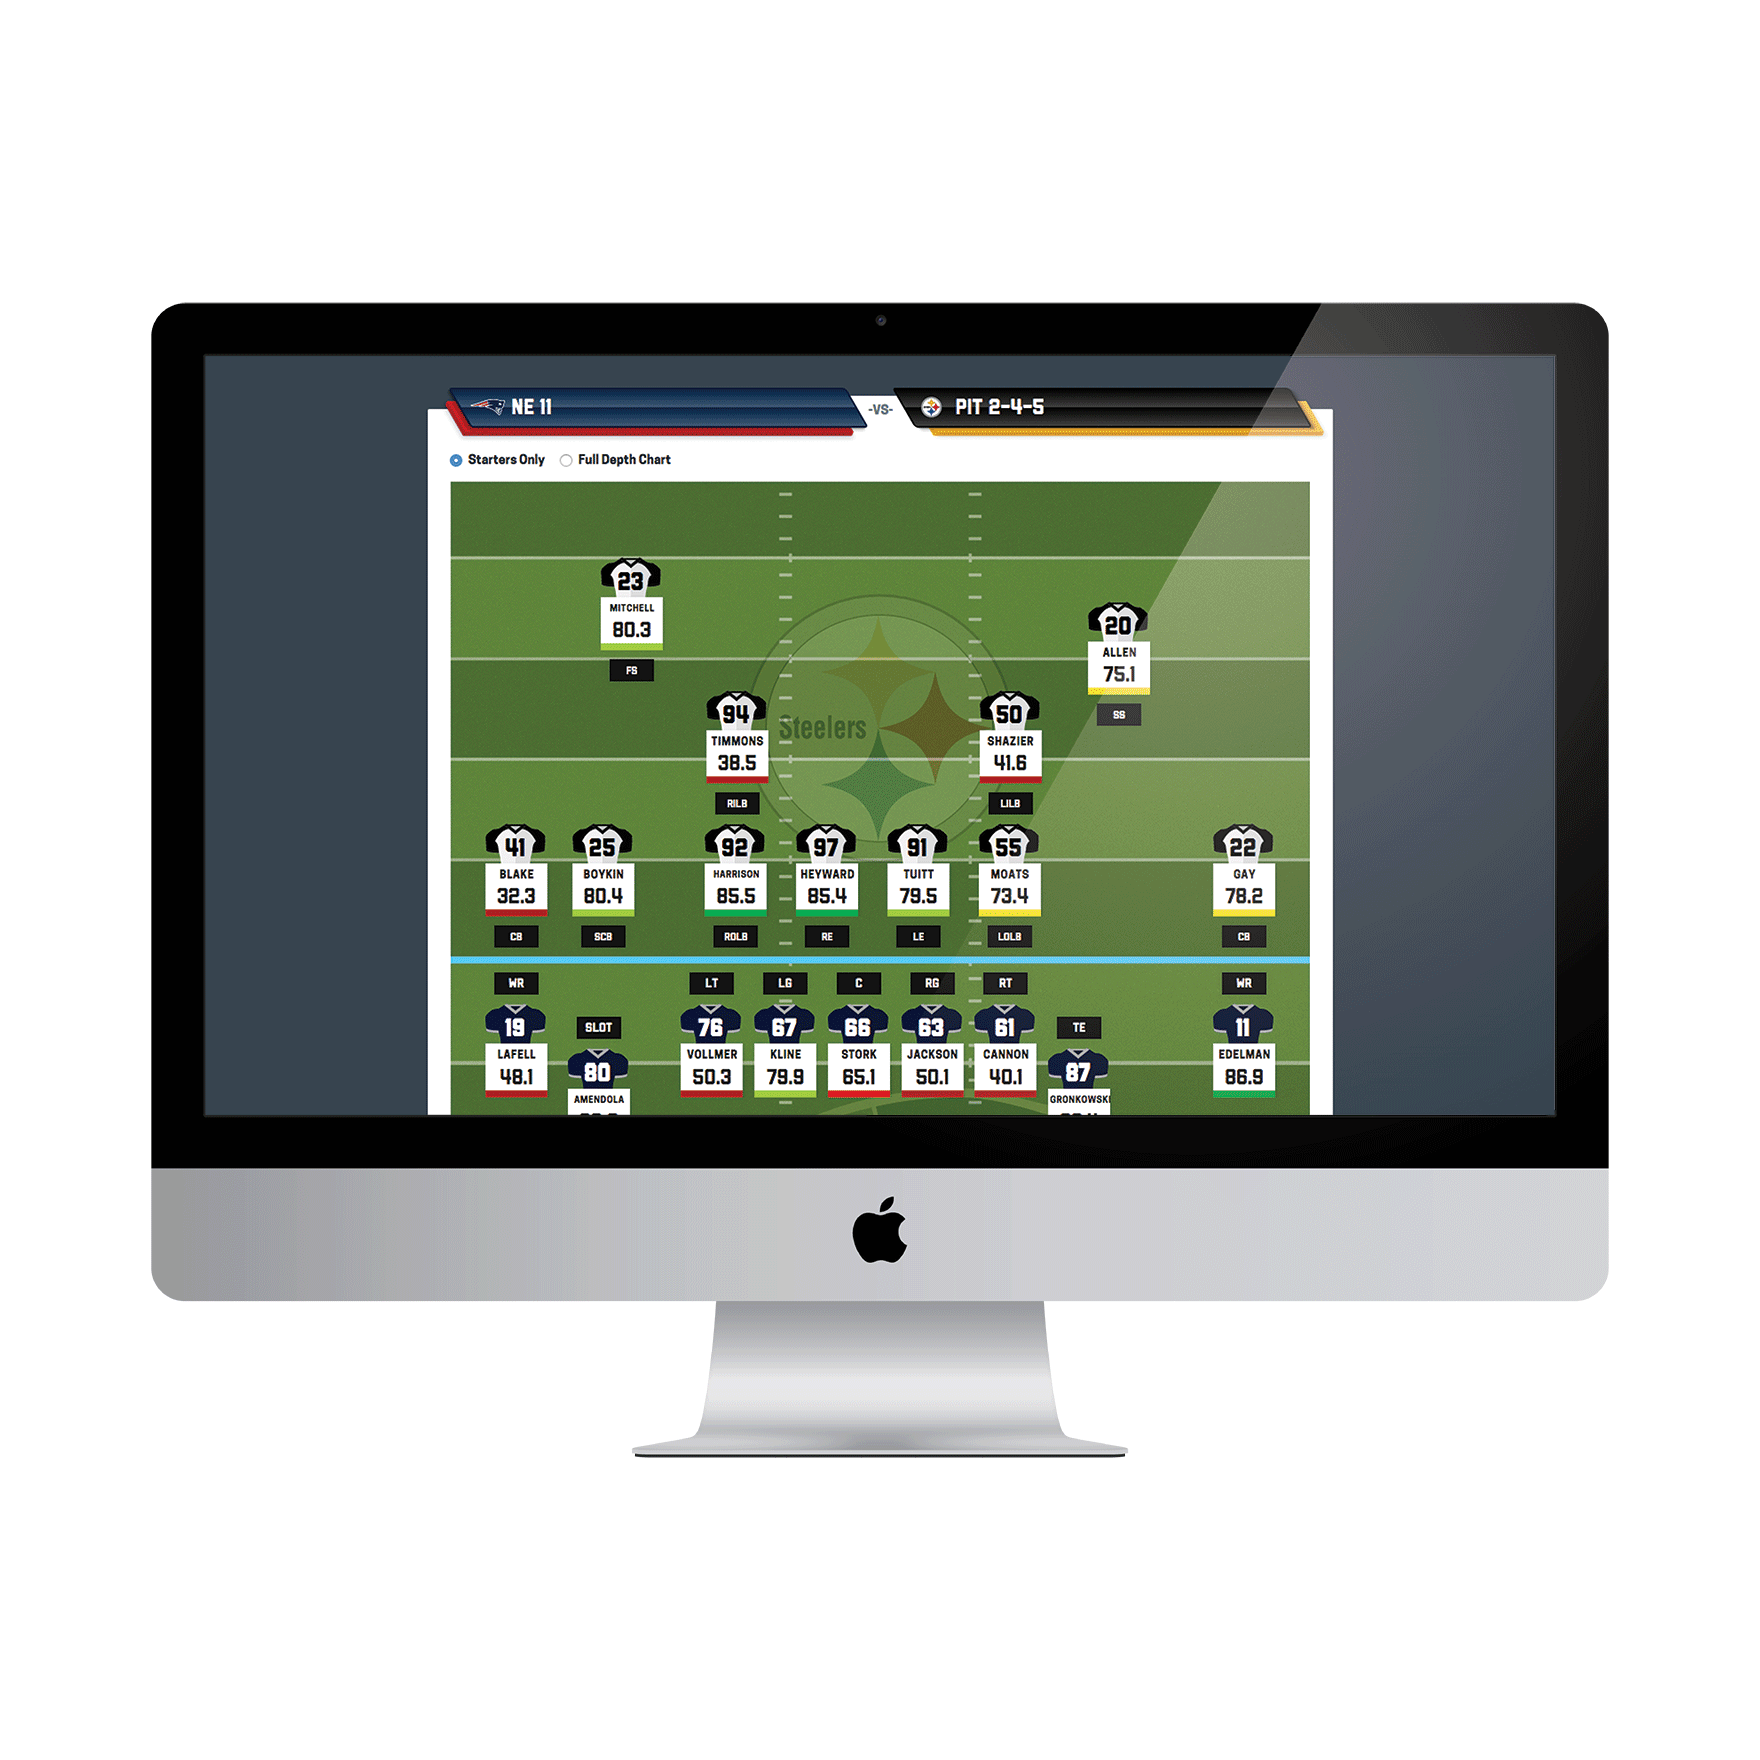 NE 11
-VS-
PIT 2-4-5
Starters Only
Full Depth Chart
23
MITCHELL
80.3
FS
20
ALLEN
75.1
SS
Steelers
94
TIMMONS
38.5
RILB
50
SHAZIER
41.6
LILB
41
BLAKE
32.3
CB
25
BOYKIN
80.4
SCB
92
HARRISON
85.5
ROLB
97
HEYWARD
85.4
RE
91
TUITT
79.5
LE
55
MOATS
73.4
LOLB
22
GAY
78.2
CB
WR
19
LAFELL
48.1
SLOT
80
AMENDOLA
LT
76
VOLLMER
50.3
LG
67
KLINE
79.9
C
66
STORK
65.1
RG
63
JACKSON
50.1
RT
61
CANNON
40.1
TE
87
GRONKOWSKI
WR
11
EDELMAN
86.9